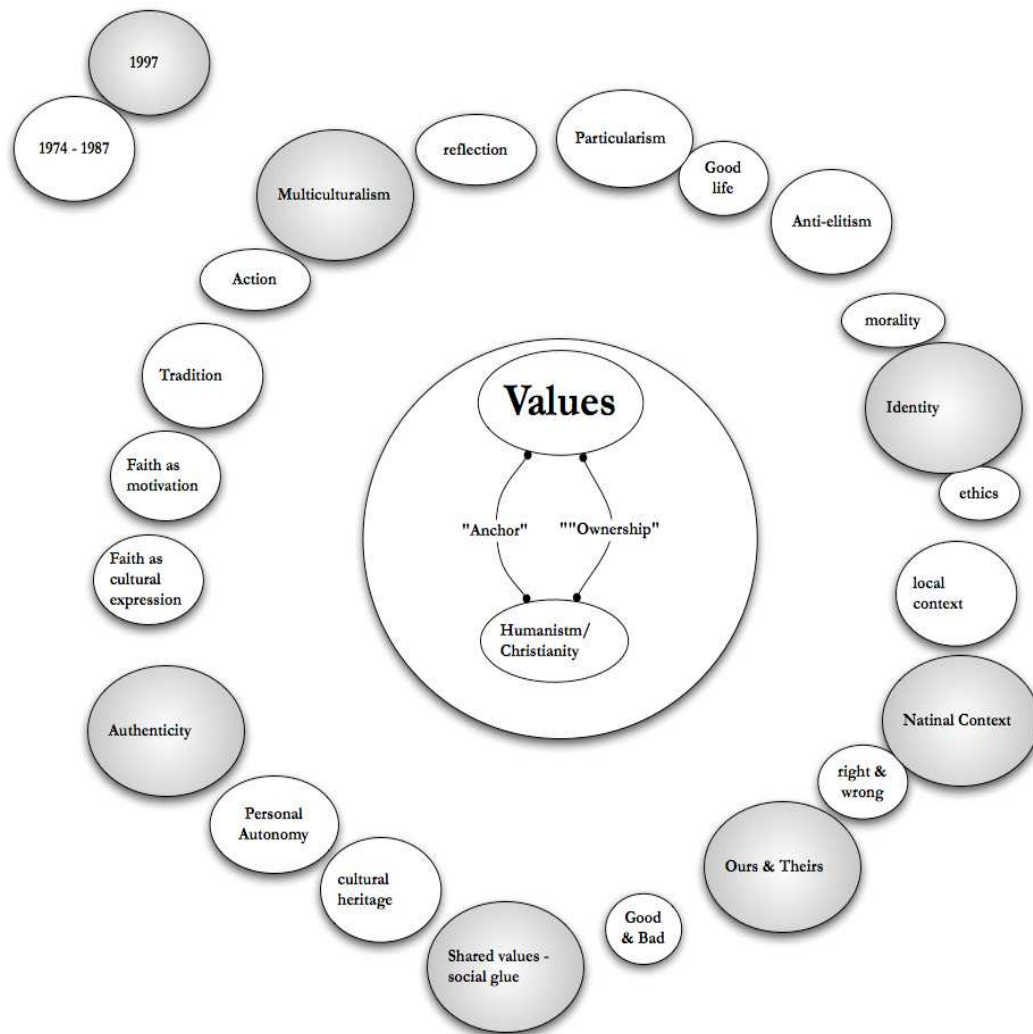 1997
1974 - 1987
Multiculturalism
reflection
Particularism
Good
life
Anti-elitism
morality
Identity
ethics
local
context
Natinal Context
right &
wrong
Ours & Theirs
Good
& Bad
Shared values -
social glue
cultural
heritage
Personal
Autonomy
Authenticity
Faith as
cultural
expression
Faith as
motivation
Tradition
Action
Values
"Anchor"
""Ownership"
Humanistm/
Christianity